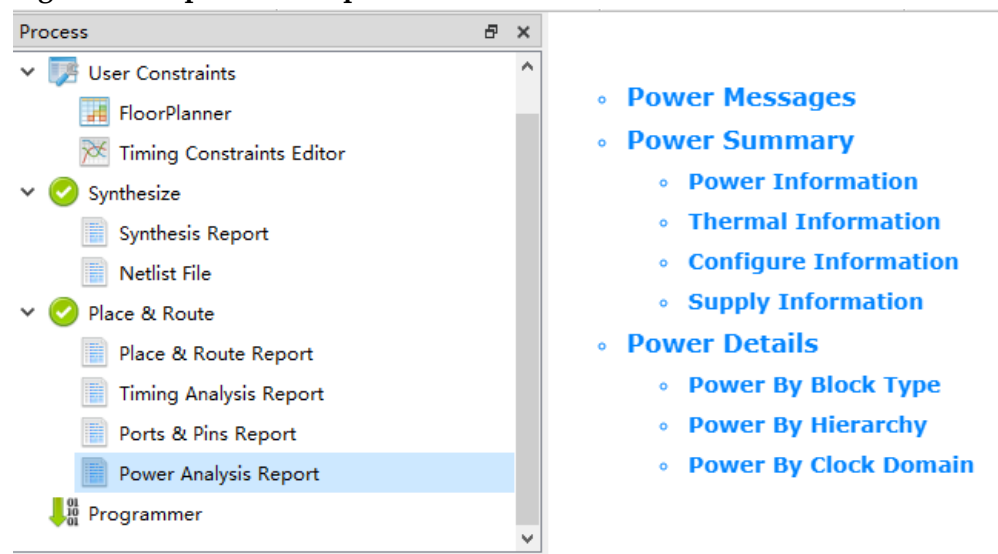 Process
User Constraints
FloorPlanner
Timing Constraints Editor
Synthesize
Synthesis Report
Netlist File
Place & Route
Place & Route Report
Timing Analysis Report
Ports & Pins Report
Power Analysis Report
Programmer
Power Messages
Power Summary
Power Information
Thermal Information
Configure Information
Supply Information
Power Details
Power By Block Type
Power By Hierarchy
Power By Clock Domain